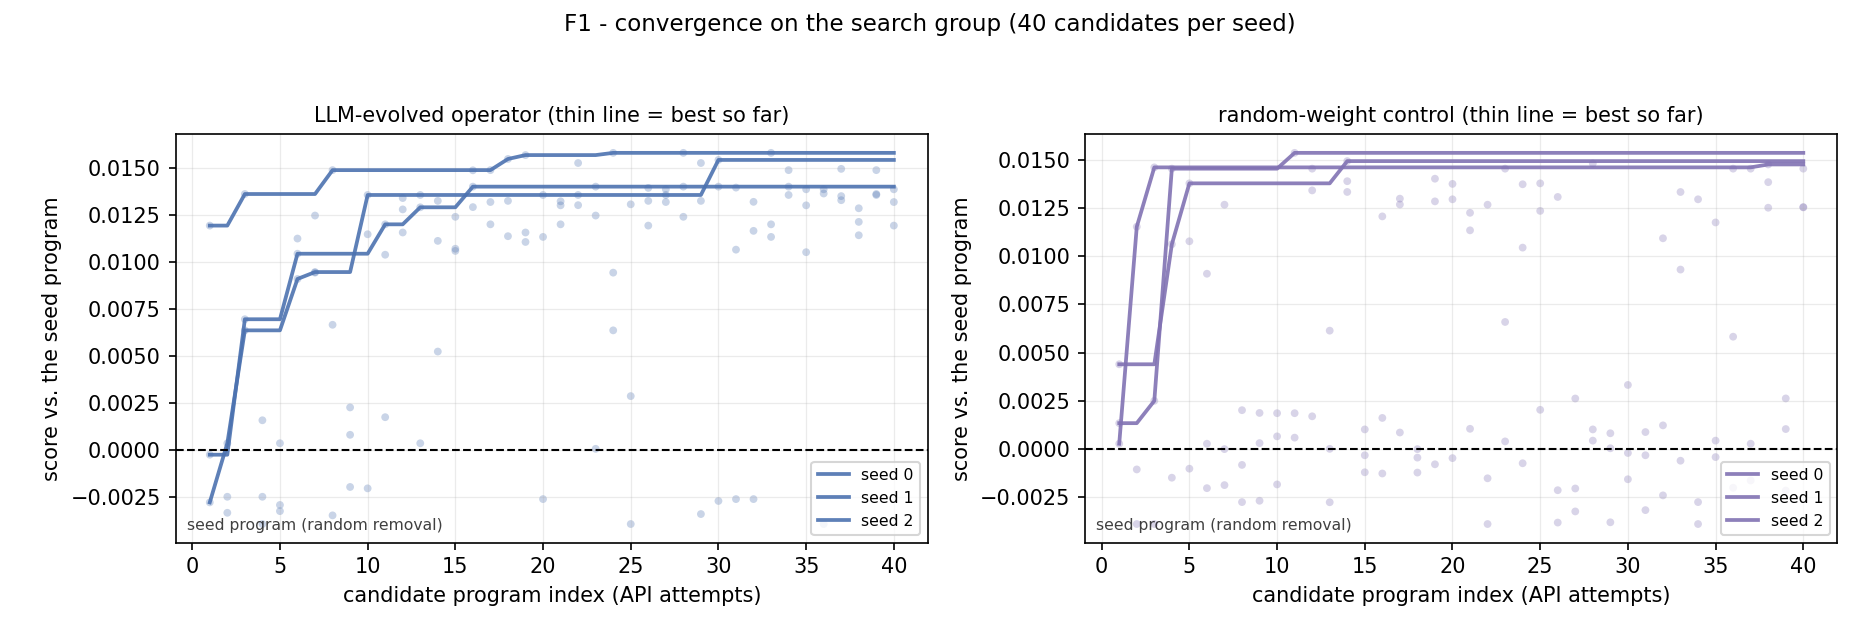 F1 - convergence on the search group (40 candidates per seed)
LLM-evolved operator (thin line = best so far)
score vs. the seed program
0.0150
0.0125
0.0100
0.0075
0.0050
0.0025
0.0000
−0.0025
seed program (random removal)
seed 0
seed 1
seed 2
0 5 10 15 20 25 30 35 40
candidate program index (API attempts)
random-weight control (thin line = best so far)
score vs. the seed program
0.0150
0.0125
0.0100
0.0075
0.0050
0.0025
0.0000
−0.0025
seed program (random removal)
seed 0
seed 1
seed 2
0 5 10 15 20 25 30 35 40
candidate program index (API attempts)